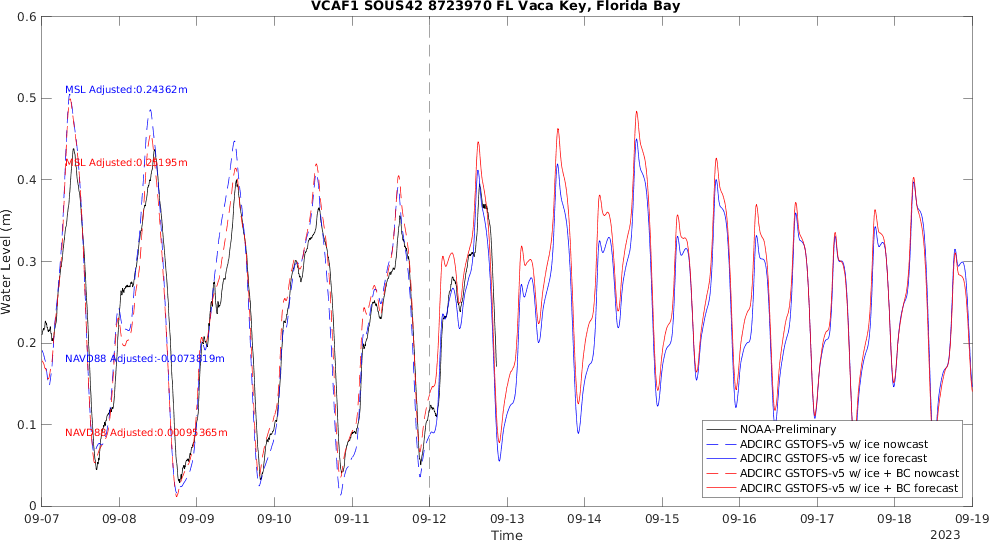 VCAF1 SOUS42 8723970 FL Vaca Key, Florida Bay
0.6
0.5
0.4
0.3
0.2
0.1
0
Water Level (m)
MSL Adjusted:0.24362m
NAVD88 Adjusted:-0.0073819m
NAVD88 Adjusted:0.00095365m
NOAA-Preliminary
ADCIRC GSTOFS-v5 w/ ice nowcast
ADCIRC GSTOFS-v5 w/ ice forecast
ADCIRC GSTOFS-v5 w/ ice + BC nowcast
ADCIRC GSTOFS-v5 w/ ice + BC forecast
09-07 09-08 09-09 09-10 09-11 09-12 09-13 09-14 09-15 09-16 09-17 09-18 09-19
Time
2023
MSL Adjusted: